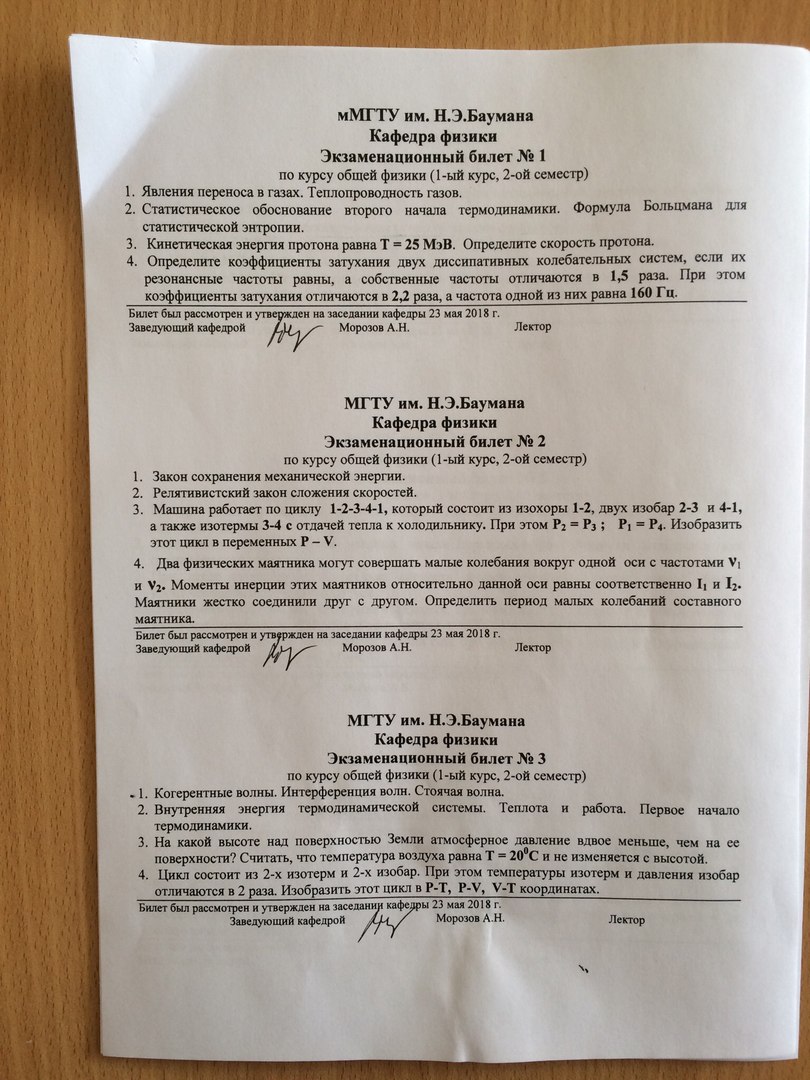 мМГТУ им. Н.Э.Баумана
Кафедра физики
Экзаменационный билет № 1
по курсу общей физики (1-ый курс, 2-ой семестр)
1. Явления переноса в газах. Теплопроводность газов.
2. Статистическое обоснование второго начала термодинамики. Формула Больцмана для
статистической энтропии.
3. Кинетическая энергия протона равна T = 25 МэВ. Определите скорость протона.
4. Определите коэффициенты затухания двух диссипативных колебательных систем, если их
резонансные частоты равны, а собственные частоты отличаются в 1,5 раза. При этом
коэффициенты затухания отличаются в 2,2 раза, а частота одной из них равна 160 Гц.
Билет был рассмотрен и утвержден на заседании кафедры 23 мая 2018 г.
Заведующий кафедрой Морозов А.Н. Лектор
МГТУ им. Н.Э.Баумана
Кафедра физики
Экзаменационный билет № 2
по курсу общей физики (1-ый курс, 2-ой семестр)
1. Закон сохранения механической энергии.
2. Релятивистский закон сложения скоростей.
3. Машина работает по циклу 1-2-3-4-1, который состоит из изохоры 1-2, двух изобар 2-3 и 4-1,
а также изотермы 3-4 с отдачей тепла к холодильнику. При этом P₂ = P₃ ; P₁ = P₄. Изобразить
этот цикл в переменных P – V.
4. Два физических маятника могут совершать малые колебания вокруг одной оси с частотами ν₁
и ν₂. Моменты инерции этих маятников относительно данной оси равны соответственно I₁ и I₂.
Маятники жестко соединили друг с другом. Определить период малых колебаний составного
маятника.
Билет был рассмотрен и утвержден на заседании кафедры 23 мая 2018 г.
Заведующий кафедрой Морозов А.Н. Лектор
МГТУ им. Н.Э.Баумана
Кафедра физики
Экзаменационный билет № 3
по курсу общей физики (1-ый курс, 2-ой семестр)
1. Когерентные волны. Интерференция волн. Стоячая волна.
2. Внутренняя энергия термодинамической системы. Теплота и работа. Первое начало
термодинамики.
3. На какой высоте над поверхностью Земли атмосферное давление вдвое меньше, чем на ее
поверхности? Считать, что температура воздуха равна T = 20⁰C и не изменяется с высотой.
4. Цикл состоит из 2-х изотерм и 2-х изобар. При этом температуры изотерм и давления изобар
отличаются в 2 раза. Изобразить этот цикл в P-T, P-V, V-T координатах.
Билет был рассмотрен и утвержден на заседании кафедры 23 мая 2018 г.
Заведующий кафедрой Морозов А.Н. Лектор